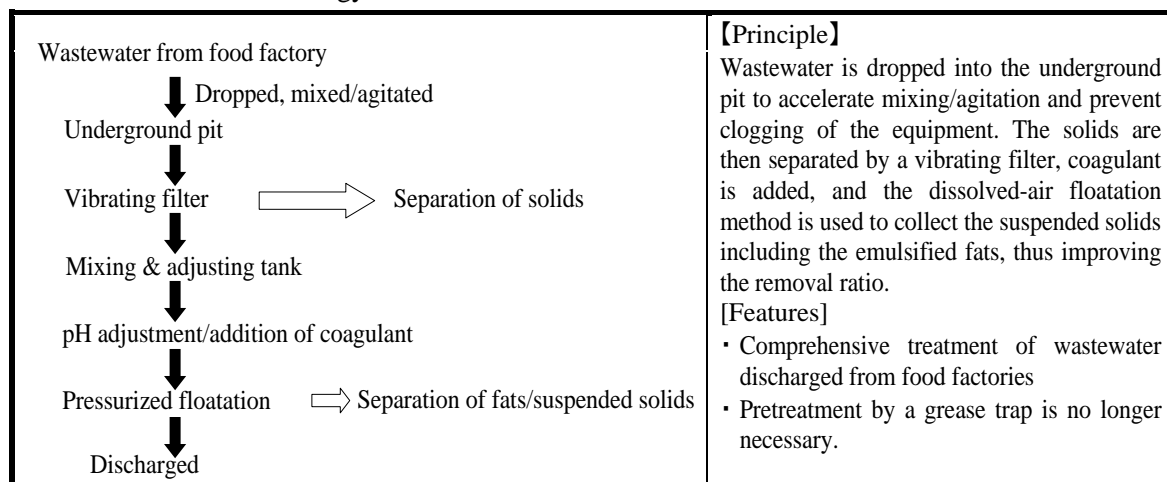 Wastewater from food factory
Dropped, mixed/agitated
Underground pit
Vibrating filter
Separation of solids
Mixing & adjusting tank
pH adjustment/addition of coagulant
Pressurized floatation
Separation of fats/suspended solids
Discharged
【Principle】
Wastewater is dropped into the underground
pit to accelerate mixing/agitation and prevent
clogging of the equipment. The solids are
then separated by a vibrating filter, coagulant
is added, and the dissolved-air floatation
method is used to collect the suspended solids
including the emulsified fats, thus improving
the removal ratio.
[Features]
・Comprehensive treatment of wastewater
discharged from food factories
・Pretreatment by a grease trap is no longer
necessary.